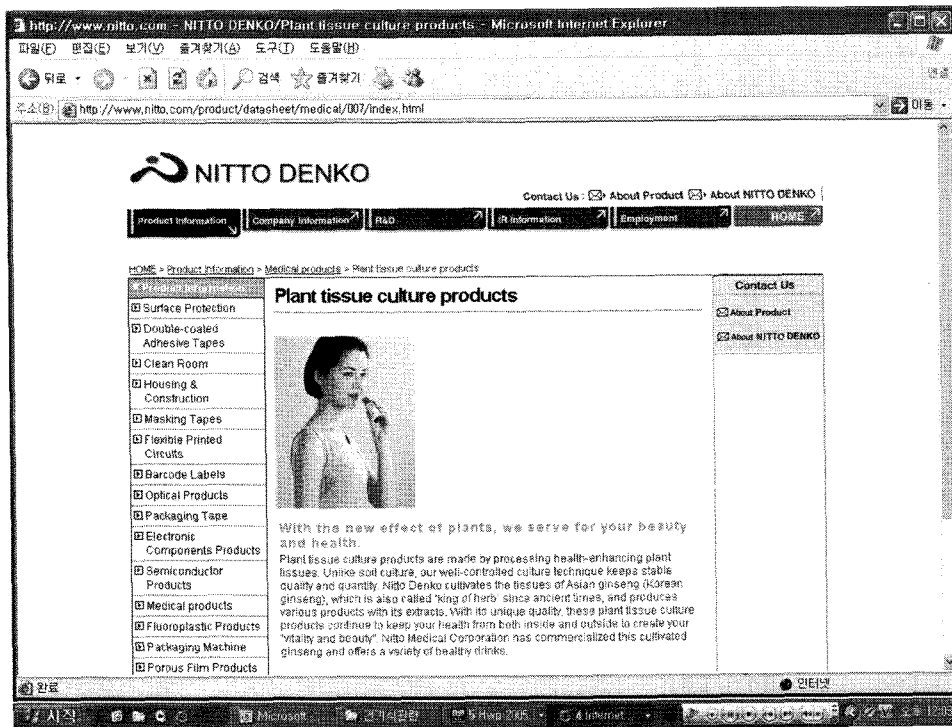 http://www.nitto.com - NITTO DENKO/Plant tissue culture products - Microsoft Internet Explorer
파일(F) 편집(E) 보기(V) 즐겨찾기(A) 도구(T) 도움말(H)
뒤로 검색 즐겨찾기
주소(D) http://www.nitto.com/product/datasheet/medical/007/index.html 이동
NITTO DENKO
Contact Us : About Product About NITTO DENKO
Product Information Company Information R&D IR Information Employment HOME
HOME > Product Information > Medical products > Plant tissue culture products
Product Information
Surface Protection
Double-coated
Adhesive Tapes
Clean Room
Housing &
Construction
Masking Tapes
Flexible Printed
Circuits
Barcode Labels
Optical Products
Packaging Tape
Electronic
Components Products
Semiconductor
Products
Medical products
Fluoroplastic Products
Packaging Machine
Porous Film Products
Plant tissue culture products
With the new effect of plants, we serve for your beauty
and health.
Plant tissue culture products are made by processing health-enhancing plant
tissues. Unlike soil culture, our well-controlled culture technique keeps stable
quality and quantity. Nitto Denko cultivates the tissues of Asian ginseng (Korean
ginseng), which is also called 'king of herb' since ancient times, and produces
various products with its extracts. With its unique quality, these plant tissue culture
products continue to keep your health from both inside and outside to create your
"vitality and beauty". Nitto Medical Corporation has commercialized this cultivated
ginseng and offers a variety of healthy drinks.
Contact Us
About Product
About NITTO DENKO
완료 인터넷
시작 Microsoft 5 Hwp 2005 4 Internet